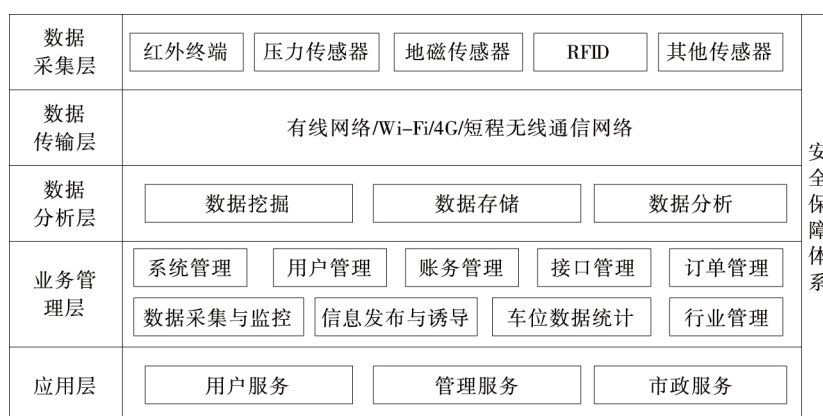 数据
采集层
红外终端 压力传感器 地磁传感器 RFID 其他传感器
数据
传输层
有线网络/Wi-Fi/4G/短程无线通信网络
数据
分析层
数据挖掘 数据存储 数据分析
业务管
理层
系统管理 用户管理 账务管理 接口管理 订单管理
数据采集与监控 信息发布与诱导 车位数据统计 行业管理
应用层
用户服务 管理服务 市政服务
安
全
保
障
体
系